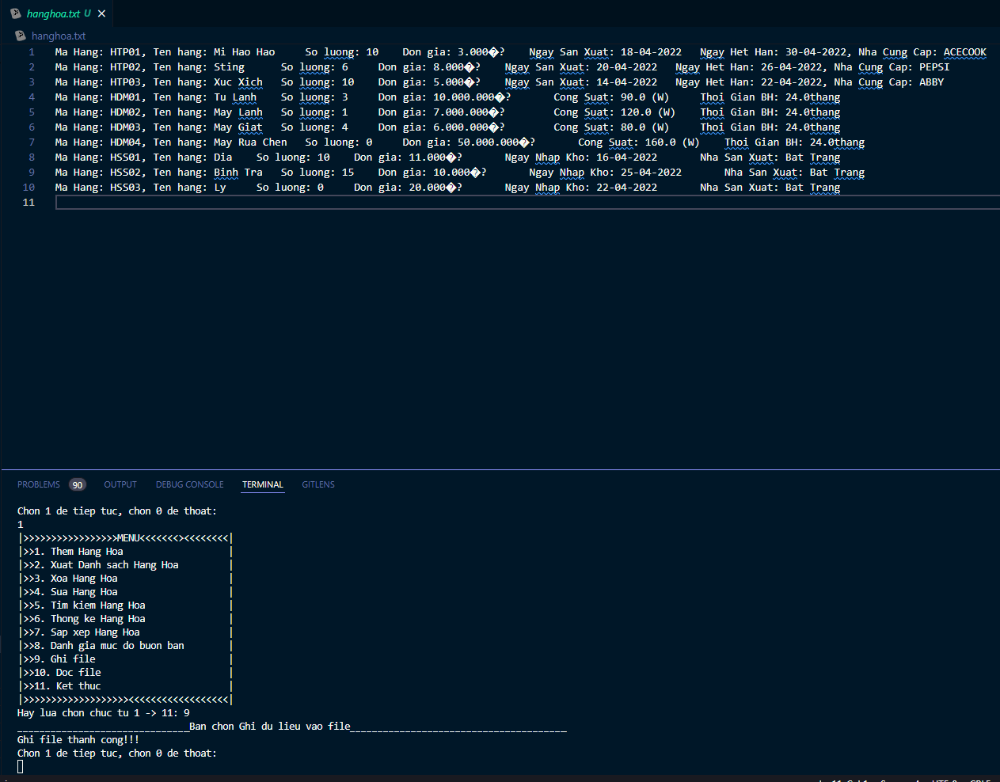 hanghoa.txt U ×
hanghoa.txt
1 Ma Hang: HTP01, Ten hang: Mi Hao Hao So luong: 10 Don gia: 3.000�? Ngay San Xuat: 18-04-2022 Ngay Het Han: 30-04-2022, Nha Cung Cap: ACECOOK
2 Ma Hang: HTP02, Ten hang: Sting So luong: 6 Don gia: 8.000�? Ngay San Xuat: 20-04-2022 Ngay Het Han: 26-04-2022, Nha Cung Cap: PEPSI
3 Ma Hang: HTP03, Ten hang: Xuc Xich So luong: 10 Don gia: 5.000�? Ngay San Xuat: 14-04-2022 Ngay Het Han: 22-04-2022, Nha Cung Cap: ABBY
4 Ma Hang: HDM01, Ten hang: Tu Lanh So luong: 3 Don gia: 10.000.000�? Cong Suat: 90.0 (W) Thoi Gian BH: 24.0thang
5 Ma Hang: HDM02, Ten hang: May Lanh So luong: 1 Don gia: 7.000.000�? Cong Suat: 120.0 (W) Thoi Gian BH: 24.0thang
6 Ma Hang: HDM03, Ten hang: May Giat So luong: 4 Don gia: 6.000.000�? Cong Suat: 80.0 (W) Thoi Gian BH: 24.0thang
7 Ma Hang: HDM04, Ten hang: May Rua Chen So luong: 0 Don gia: 50.000.000�? Cong Suat: 160.0 (W) Thoi Gian BH: 24.0thang
8 Ma Hang: HSS01, Ten hang: Dia So luong: 10 Don gia: 11.000�? Ngay Nhap Kho: 16-04-2022 Nha San Xuat: Bat Trang
9 Ma Hang: HSS02, Ten hang: Binh Tra So luong: 15 Don gia: 10.000�? Ngay Nhap Kho: 25-04-2022 Nha San Xuat: Bat Trang
10 Ma Hang: HSS03, Ten hang: Ly So luong: 0 Don gia: 20.000�? Ngay Nhap Kho: 22-04-2022 Nha San Xuat: Bat Trang
11
PROBLEMS 90 OUTPUT DEBUG CONSOLE TERMINAL GITLENS
Chon 1 de tiep tuc, chon 0 de thoat:
1
|>>>>>>>>>>>>>>>>>MENU<<<<<<<><<<<<<<<|
|>>1. Them Hang Hoa |
|>>2. Xuat Danh sach Hang Hoa |
|>>3. Xoa Hang Hoa |
|>>4. Sua Hang Hoa |
|>>5. Tim kiem Hang Hoa |
|>>6. Thong ke Hang Hoa |
|>>7. Sap xep Hang Hoa |
|>>8. Danh gia muc do buon ban |
|>>9. Ghi file |
|>>10. Doc file |
|>>11. Ket thuc |
|>>>>>>>>>>>>>>>>>>><<<<<<<<<<<<<<<<<<|
Hay lua chon chuc tu 1 -> 11: 9
_______________________________Ban chon Ghi du lieu vao file_______________________________________
Ghi file thanh cong!!!
Chon 1 de tiep tuc, chon 0 de thoat: